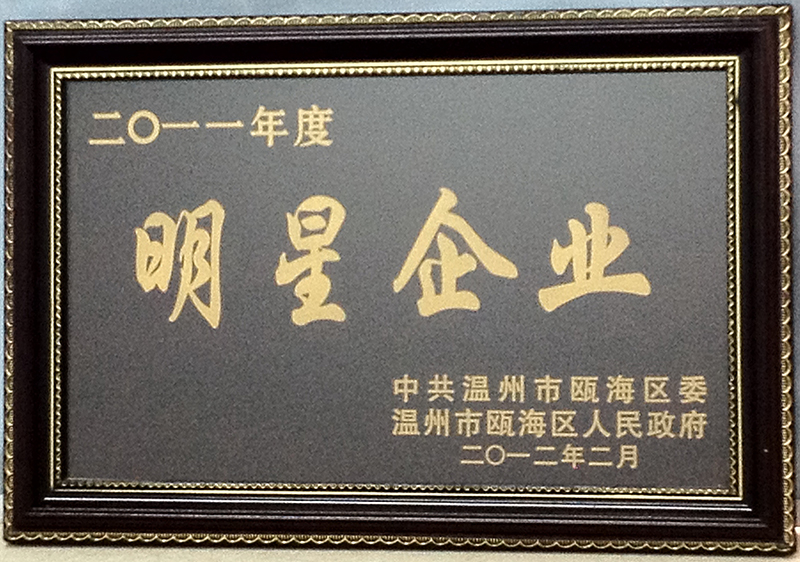 二〇一一年度
明星企业
中共温州市瓯海区委
温州市瓯海区人民政府
二〇一二年二月